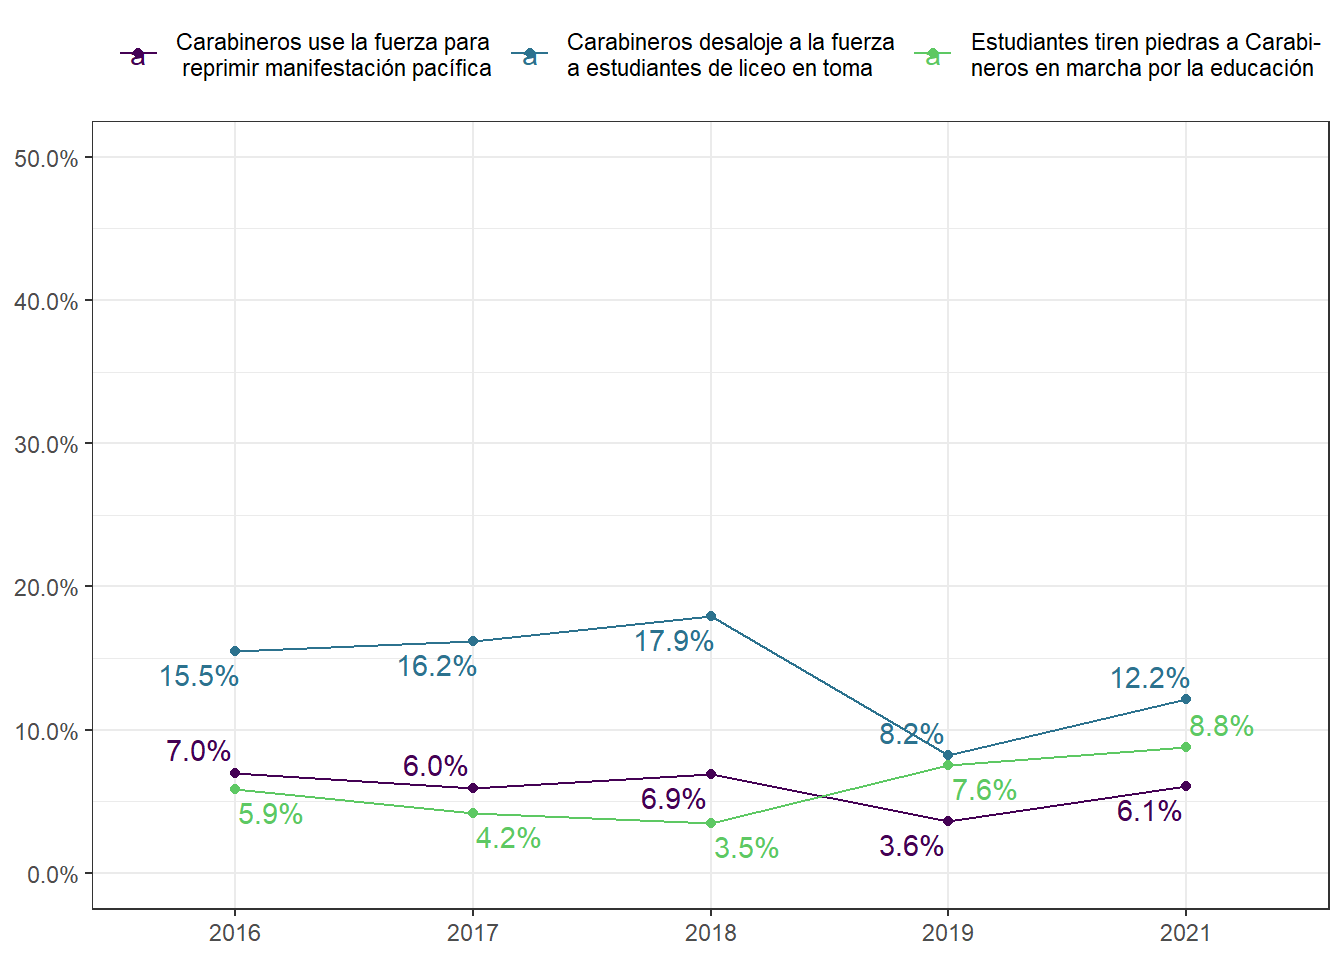 Carabineros use la fuerza para
reprimir manifestación pacífica
a
Carabineros desaloje a la fuerza
a estudiantes de liceo en toma
a
Estudiantes tiren piedras a Carabi-
neros en marcha por la educación
a
50.0%
40.0%
30.0%
20.0%
10.0%
0.0%
15.5%
16.2%
17.9%
8.2%
12.2%
7.0%
6.0%
6.9%
3.6%
6.1%
5.9%
4.2%
3.5%
7.6%
8.8%
2016
2017
2018
2019
2021